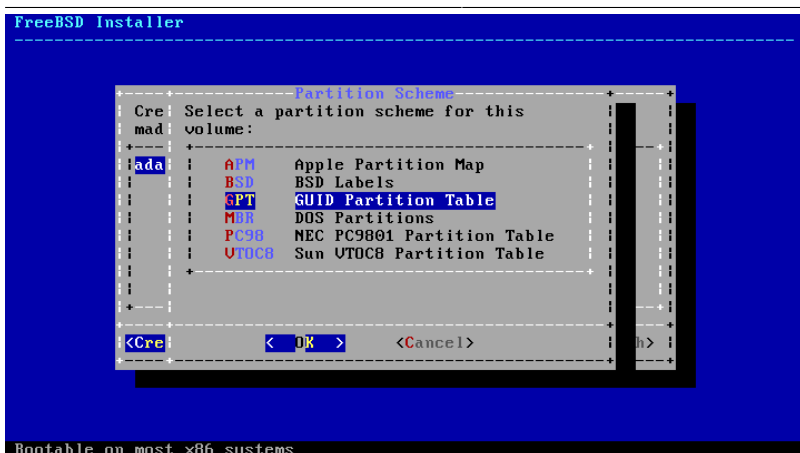 FreeBSD Installer
Partition Scheme
Cre Select a partition scheme for this
mad volume:
ada APM Apple Partition Map
BSD BSD Labels
GPT GUID Partition Table
MBR DOS Partitions
PC98 NEC PC9801 Partition Table
VTOC8 Sun VTOC8 Partition Table
<Cre < OK > <Cancel> h>
Bootable on most x86 systems